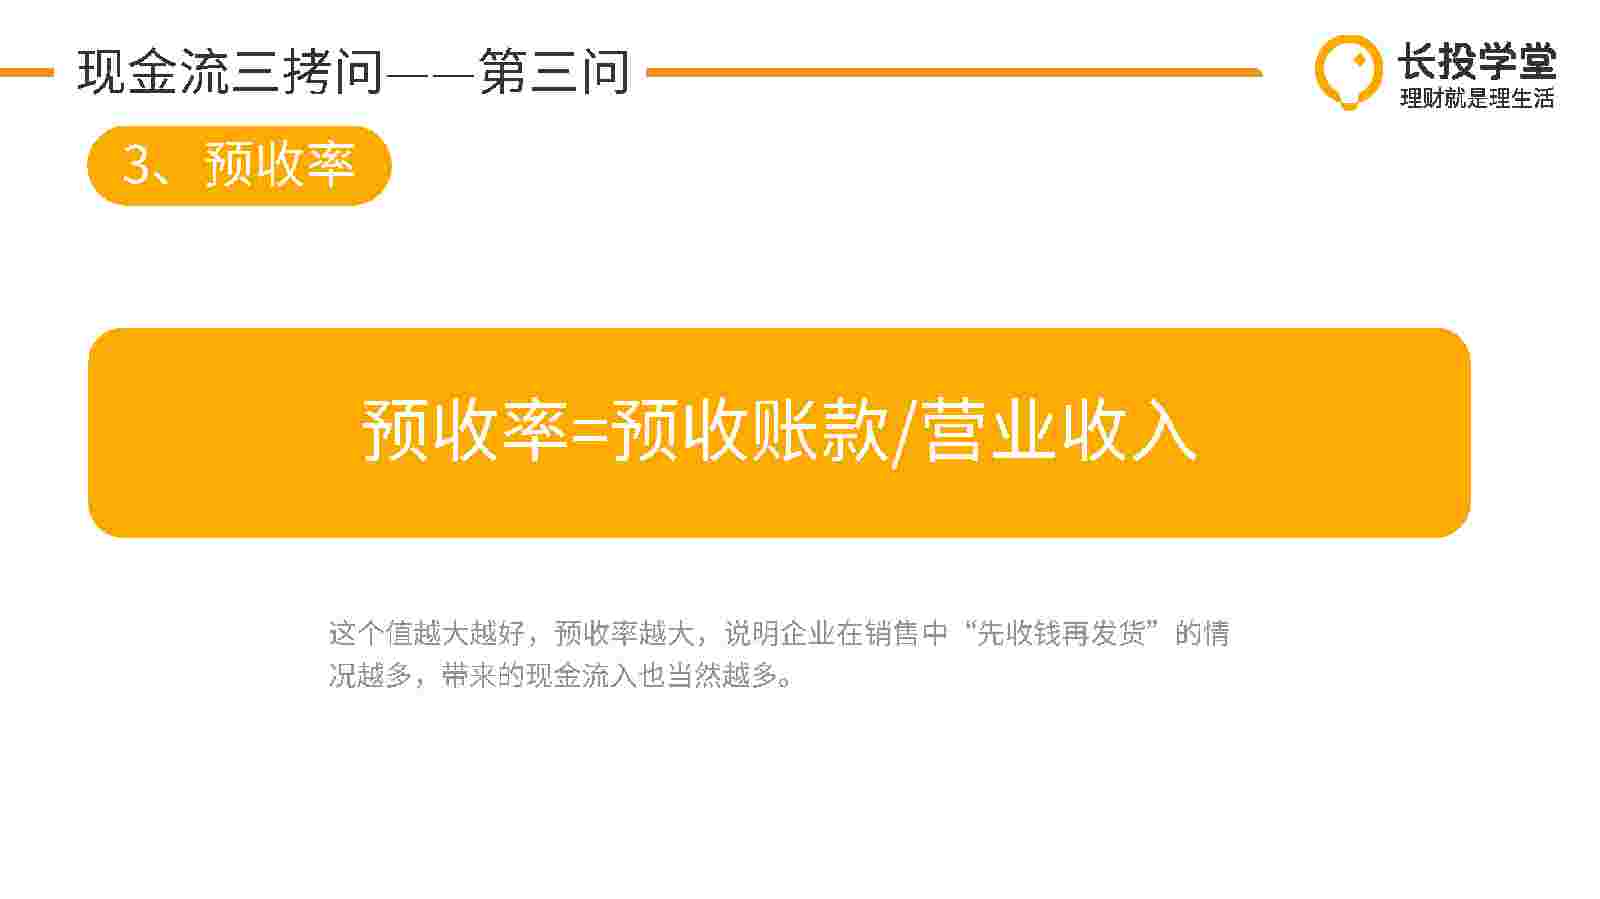 现金流三拷问——第三问
长投学堂
理财就是理生活
3、预收率
预收率=预收账款/营业收入
这个值越大越好，预收率越大，说明企业在销售中“先收钱再发货”的情
况越多，带来的现金流入也当然越多。